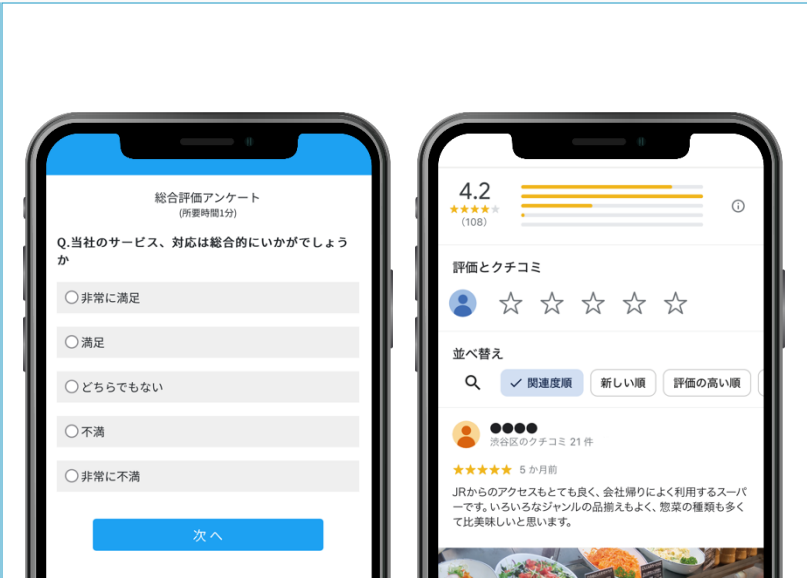 総合評価アンケート
(所要時間1分)
Q.当社のサービス、対応は総合的にいかがでしょう
か
非常に満足
満足
どちらでもない
不満
非常に不満
次へ
4.2
(108)
評価とクチコミ
並べ替え
関連度順
新しい順
評価の高い順
●●●●
渋谷区のクチコミ 21 件
5 か月前
JRからのアクセスもとても良く、会社帰りによく利用するスーパ
ーです。いろいろなジャンルの品揃えもよく、惣菜の種類も多く
て比美味しいと思います。